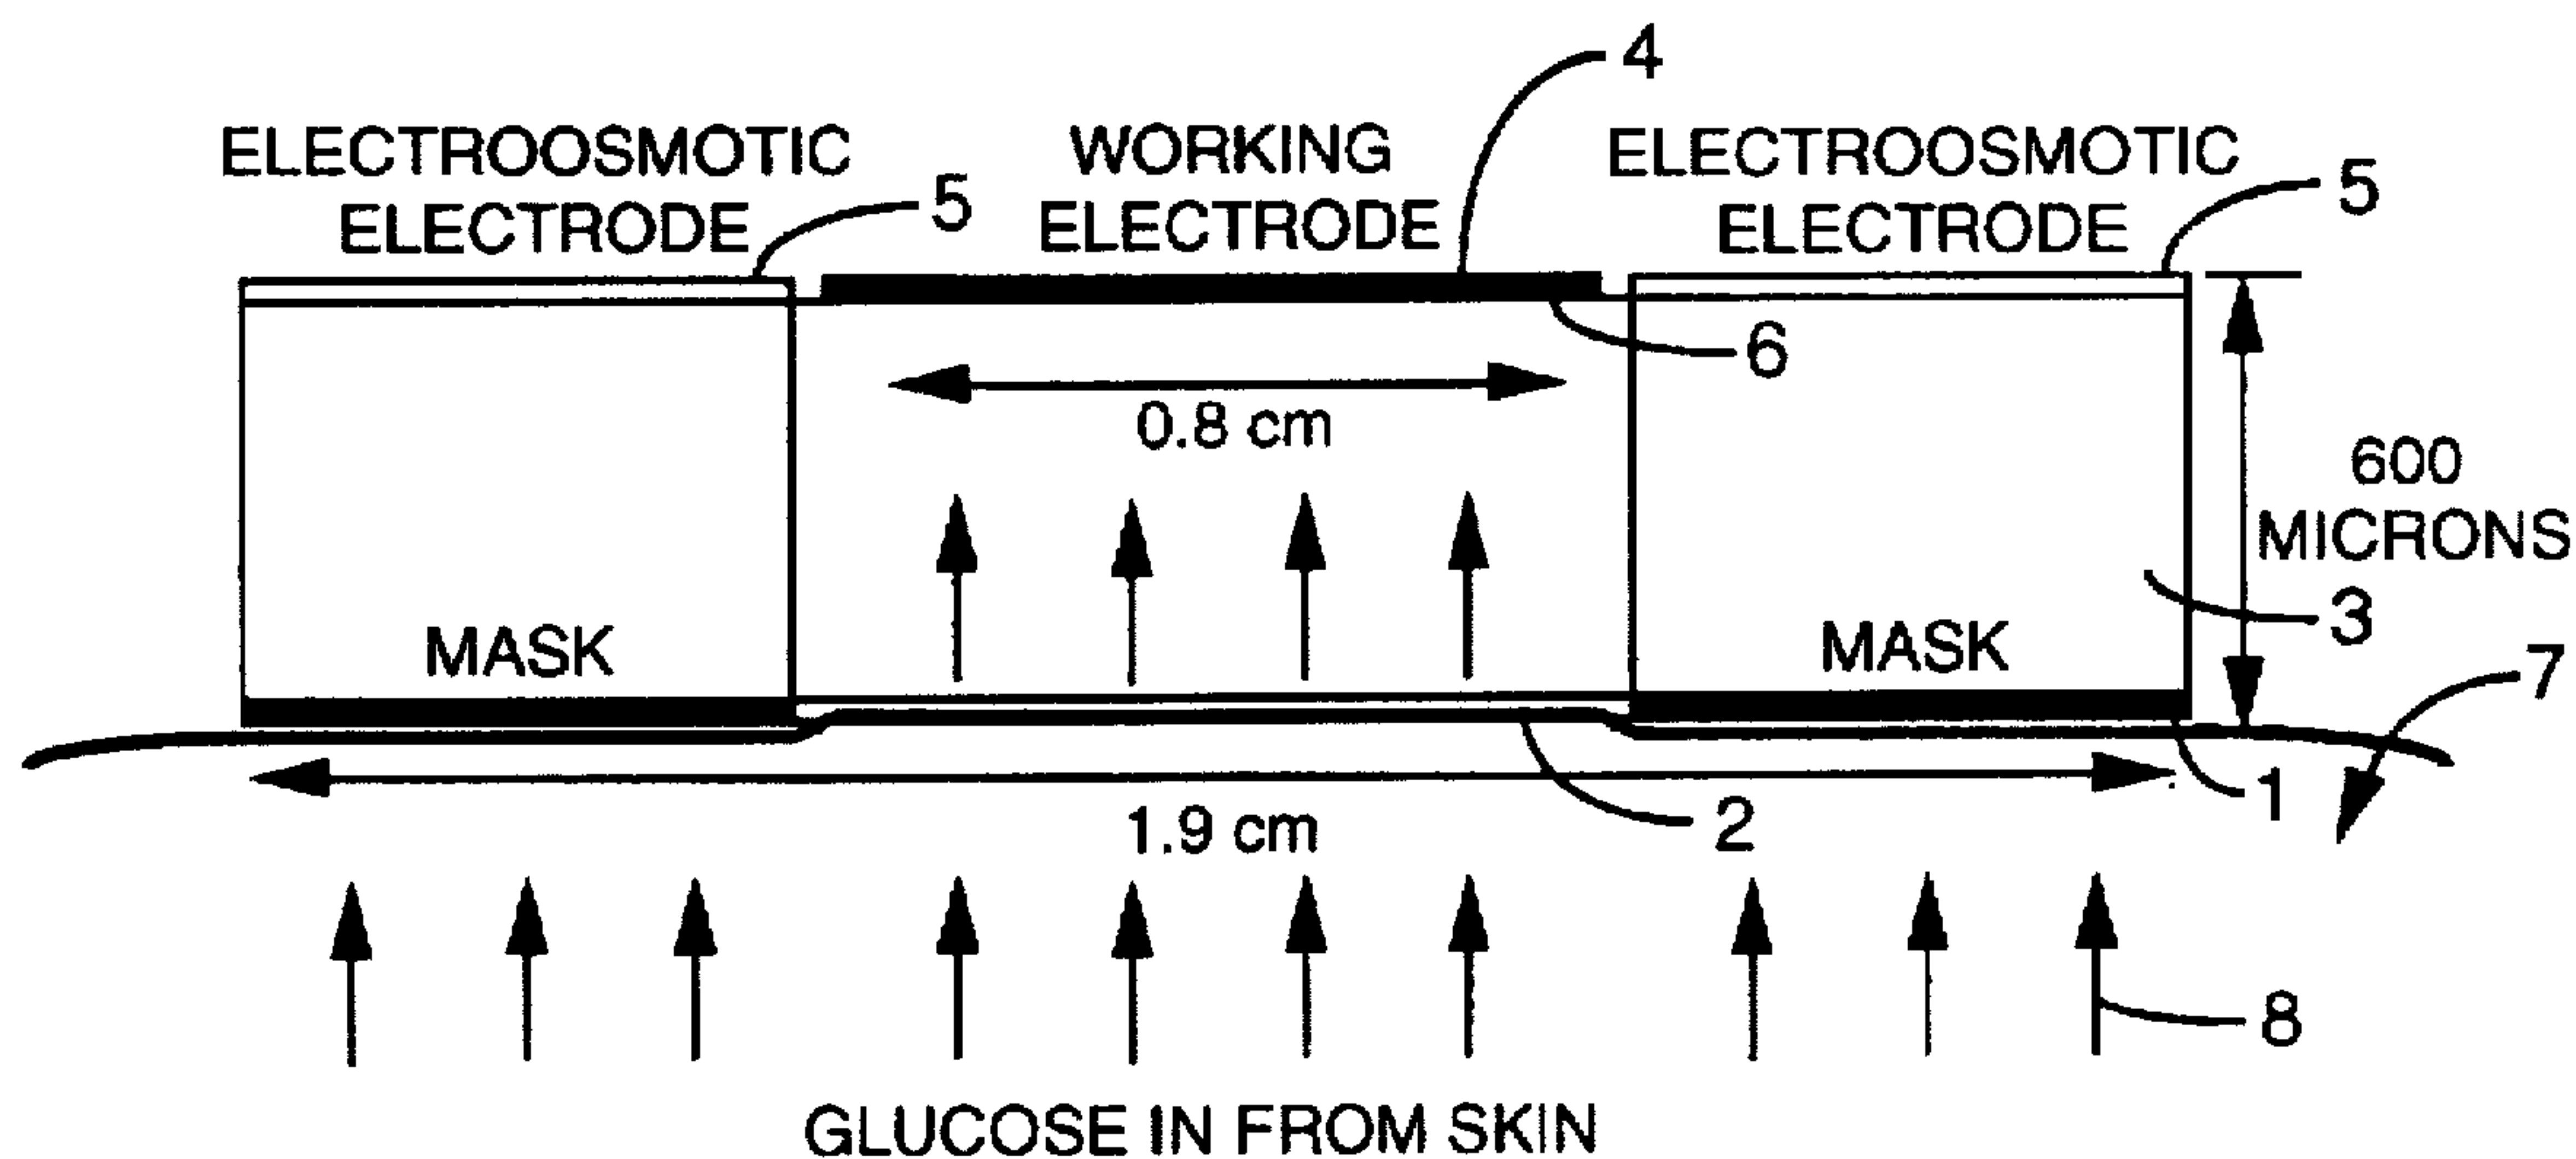 4
ELECTROOSMOTIC
ELECTRODE
5
WORKING
ELECTRODE
ELECTROOSMOTIC
ELECTRODE
5
6
0.8 cm
600
MICRONS
3
MASK
MASK
7
1
2
1.9 cm
8
GLUCOSE IN FROM SKIN